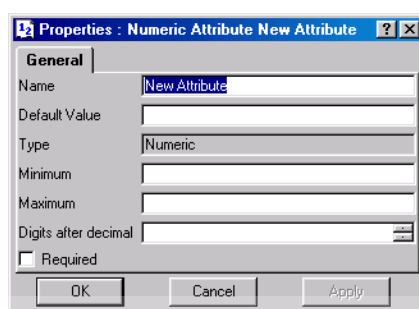 Properties : Numeric Attribute New Attribute
General
Name New Attribute
Default Value
Type Numeric
Minimum
Maximum
Digits after decimal
Required
OK Cancel Apply